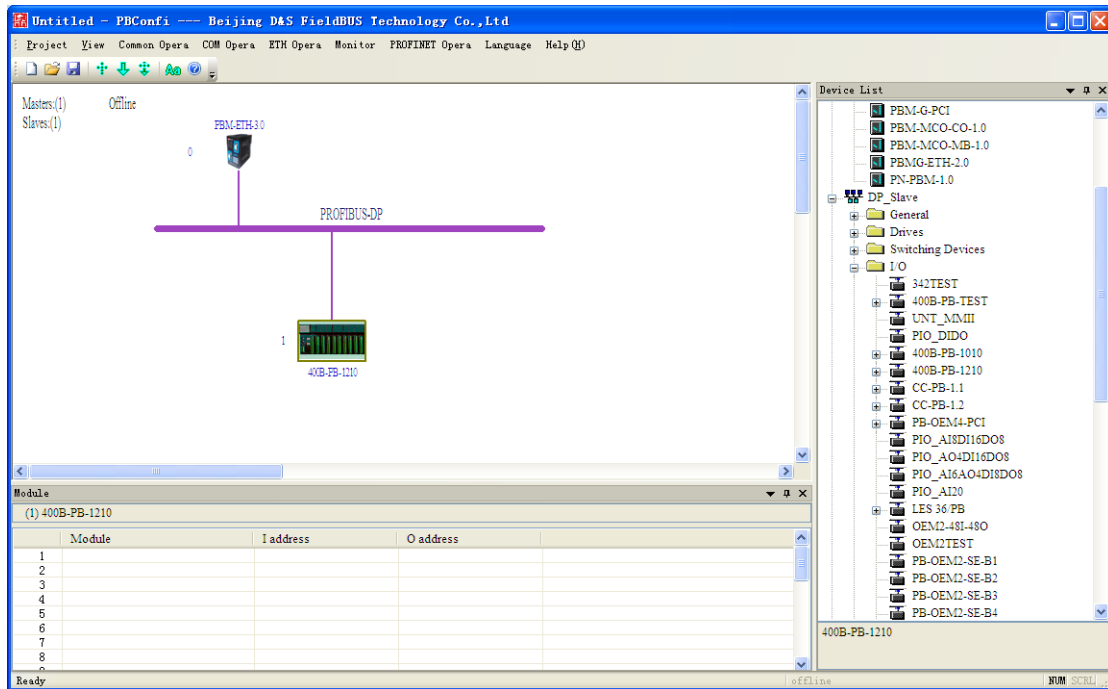 Untitled - PBConfi --- Beijing D&S FieldBUS Technology Co.,Ltd
Project View Common Opera COM Opera ETH Opera Monitor PROFINET Opera Language Help(H)
Aa
Masters:(1) Offline
Slaves:(1)
PBM-ETH-3.0
0
PROFIBUS-DP
1
400B-PB-1210
Device List
PBM-G-PCI
PBM-MCO-CO-1.0
PBM-MCO-MB-1.0
PBMG-ETH-2.0
PN-PBM-1.0
DP_Slave
General
Drives
Switching Devices
I/O
342TEST
400B-PB-TEST
UNT_MMII
PIO_DIDO
400B-PB-1010
400B-PB-1210
CC-PB-1.1
CC-PB-1.2
PB-OEM4-PCI
PIO_AI8DI16DO8
PIO_AO4DI16DO8
PIO_AI6AO4DI8DO8
PIO_AI20
LES 36/PB
OEM2-48I-48O
OEM2TEST
PB-OEM2-SE-B1
PB-OEM2-SE-B2
PB-OEM2-SE-B3
PB-OEM2-SE-B4
400B-PB-1210
Module
(1) 400B-PB-1210
Module I address O address
1
2
3
4
5
6
7
8
Ready offline NUM SCRL